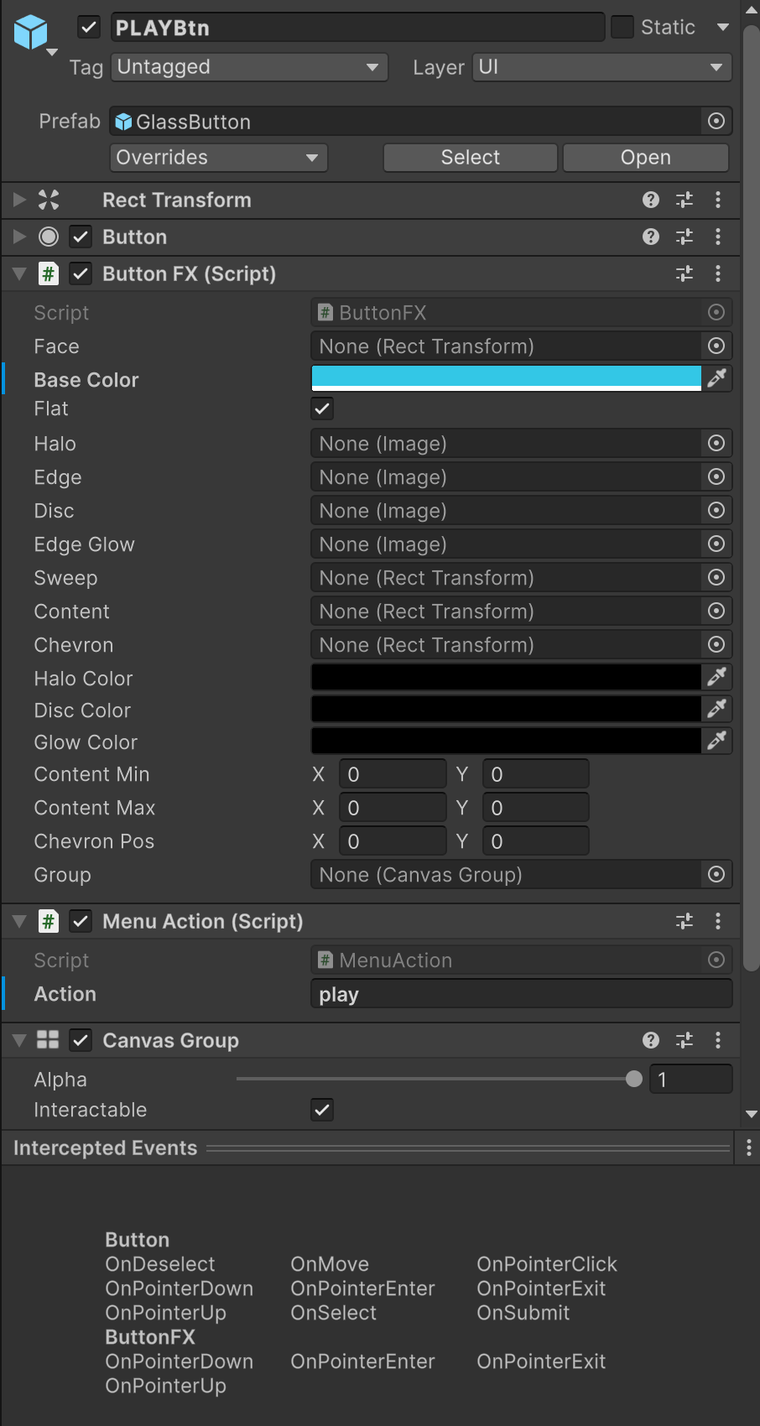 PLAYBtn Static
Tag Untagged Layer UI
Prefab GlassButton
Overrides Select Open
Rect Transform
Button
# Button FX (Script)
Script # ButtonFX
Face None (Rect Transform)
Base Color
Flat
Halo None (Image)
Edge None (Image)
Disc None (Image)
Edge Glow None (Image)
Sweep None (Rect Transform)
Content None (Rect Transform)
Chevron None (Rect Transform)
Halo Color
Disc Color
Glow Color
Content Min X 0 Y 0
Content Max X 0 Y 0
Chevron Pos X 0 Y 0
Group None (Canvas Group)
# Menu Action (Script)
Script # MenuAction
Action play
Canvas Group
Alpha 1
Interactable
Intercepted Events
Button
OnDeselect OnMove OnPointerClick
OnPointerDown OnPointerEnter OnPointerExit
OnPointerUp OnSelect OnSubmit
ButtonFX
OnPointerDown OnPointerEnter OnPointerExit
OnPointerUp